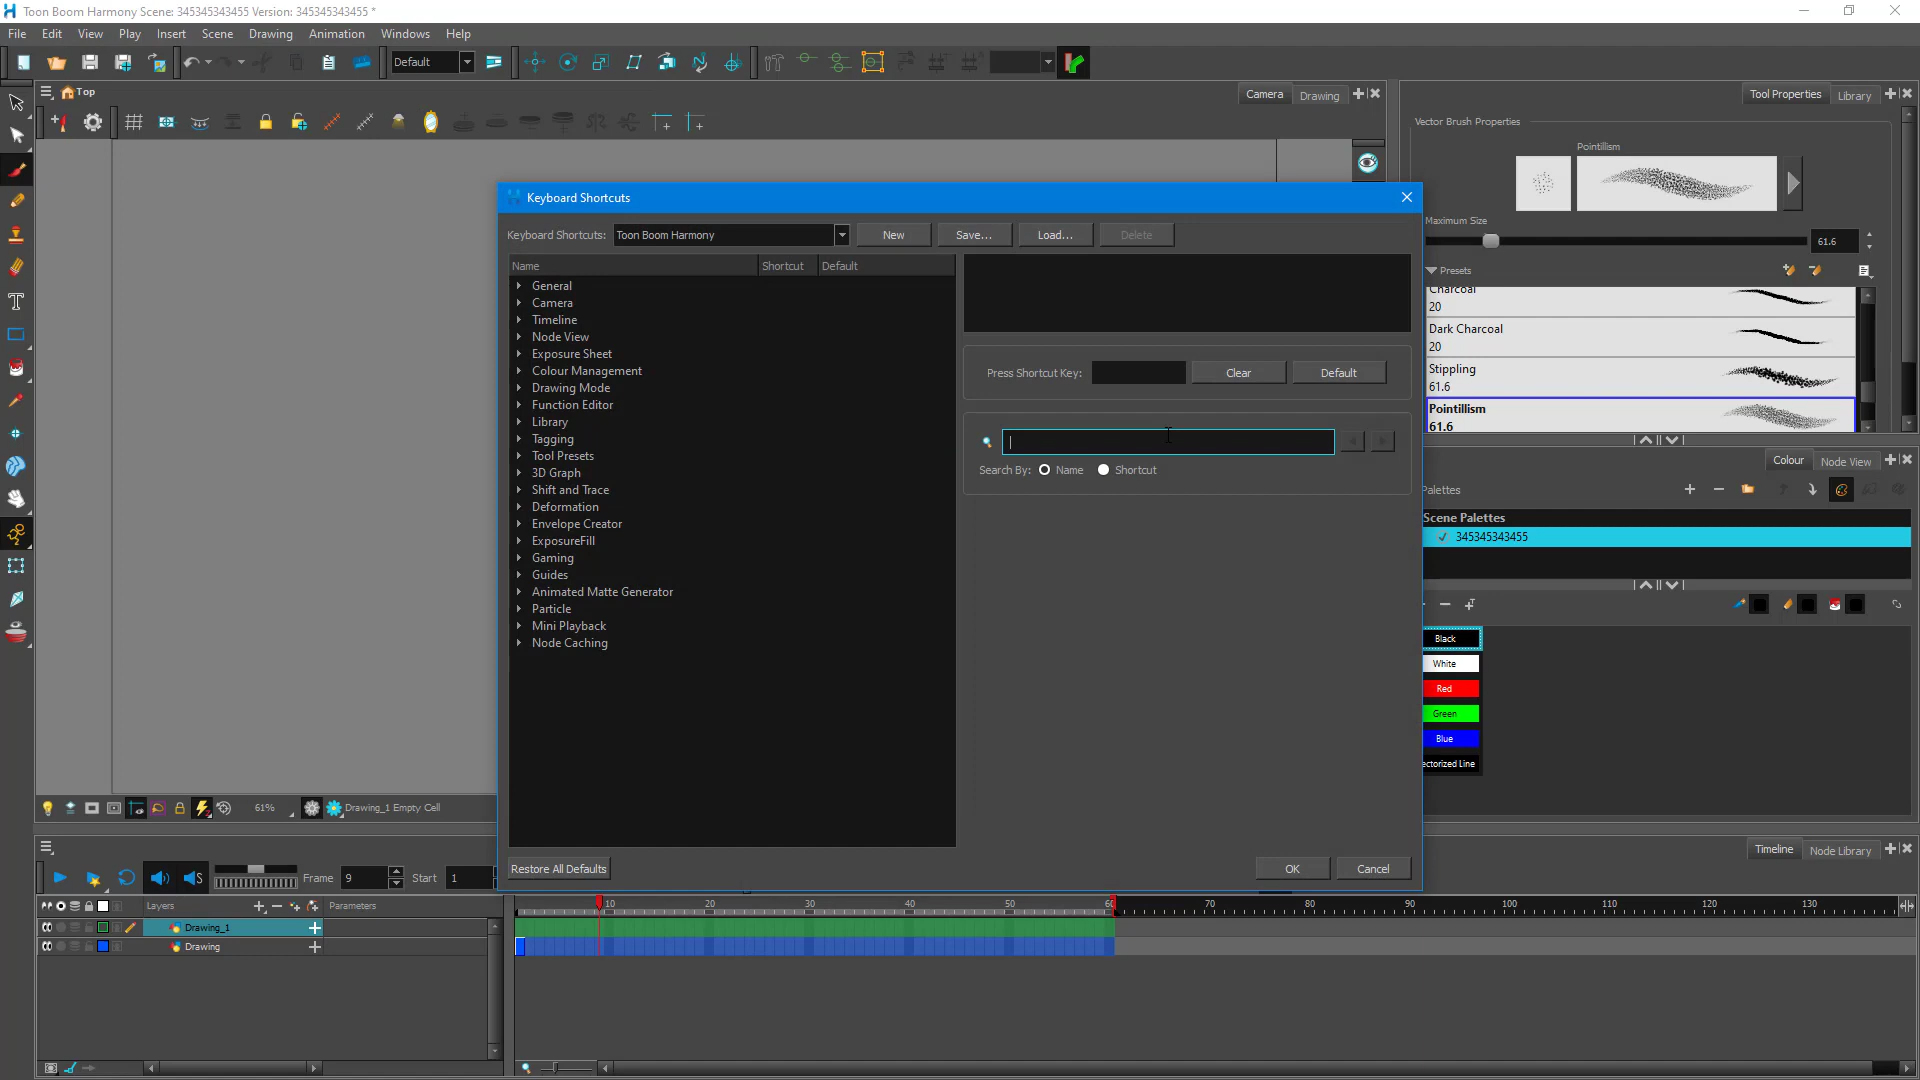 Toon Boom Harmony Scene: 345345343455 Version: 345345343455 *
File Edit View Play Insert Scene Drawing Animation Windows Help
Default
Top
Camera Drawing
Tool Properties Library
Vector Brush Properties
Pointillism
Maximum Size
61.6
Presets
Charcoal
20
Dark Charcoal
20
Stippling
61.6
Pointillism
61.6
Keyboard Shortcuts
Keyboard Shortcuts: Toon Boom Harmony New Save... Load... Delete
Name Shortcut Default
General
Camera
Timeline
Node View
Exposure Sheet
Colour Management
Drawing Mode
Function Editor
Library
Tagging
Tool Presets
3D Graph
Shift and Trace
Deformation
Envelope Creator
ExposureFill
Gaming
Guides
Animated Matte Generator
Particle
Mini Playback
Node Caching
Press Shortcut Key: Clear Default
Search By: Name Shortcut
Restore All Defaults OK Cancel
Colour Node View
Palettes
Scene Palettes
345345343455
Black
White
Red
Green
Blue
ectorized Line
61% Drawing_1 Empty Cell
Timeline Node Library
Frame 9 Start 1
Layers Parameters
10 20 30 40 50 60 70 80 90 100 110 120 130
Drawing_1
Drawing